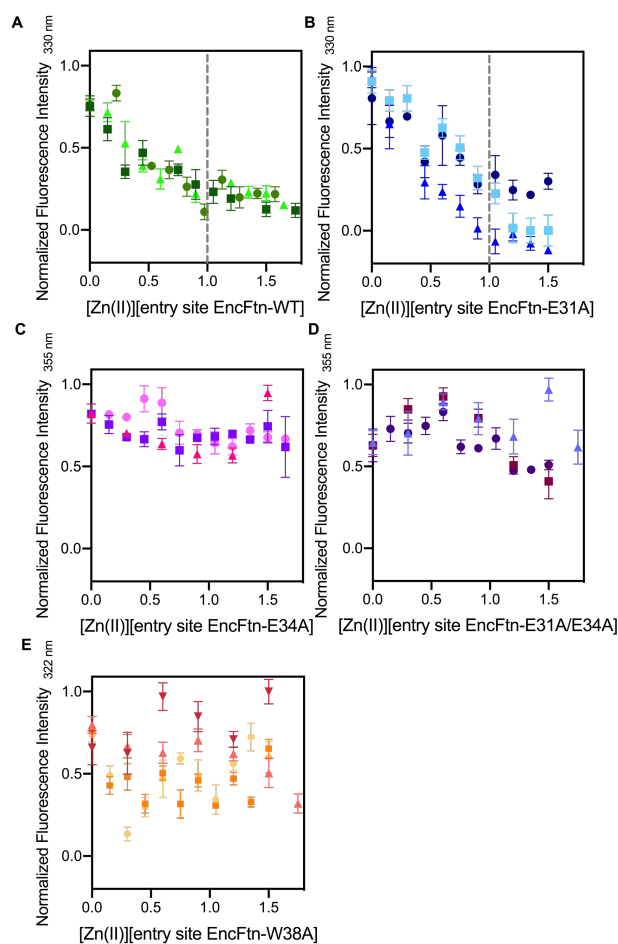 A
B
Normalized Fluorescence Intensity 330 nm
1.0
0.5
0.0
0.0
0.5
1.0
1.5
[Zn(II)][entry site EncFtn-WT]
Normalized Fluorescence Intensity 330 nm
1.0
0.5
0.0
0.0
0.5
1.0
1.5
[Zn(II)][entry site EncFtn-E31A]
C
D
Normalized Fluorescence Intensity 355 nm
1.0
0.5
0.0
0.0
0.5
1.0
1.5
[Zn(II)][entry site EncFtn-E34A]
Normalized Fluorescence Intensity 355 nm
1.0
0.5
0.0
0.0
0.5
1.0
1.5
[Zn(II)][entry site EncFtn-E31A/E34A]
E
Normalized Fluorescence Intensity 322 nm
1.0
0.5
0.0
0.0
0.5
1.0
1.5
[Zn(II)][entry site EncFtn-W38A]